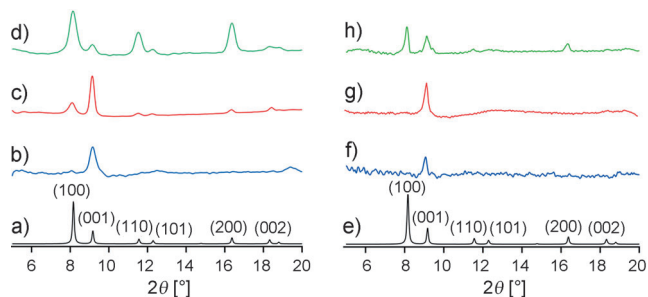 d)
h)
c)
g)
b)
f)
(100)
(100)
a) (001) (110) (101) (200) (002)
e) (001) (110) (101) (200) (002)
6 8 10 12 14 16 18 20
6 8 10 12 14 16 18 20
2θ [°]
2θ [°]